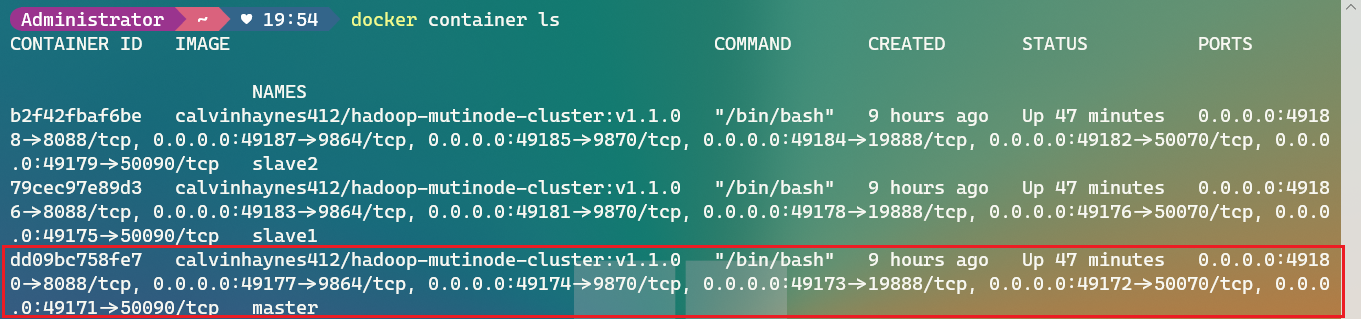 Administrator ~ ♥ 19:54 docker container ls
CONTAINER ID IMAGE COMMAND CREATED STATUS PORTS
NAMES
b2f42fbaf6be calvinhaynes412/hadoop-mutinode-cluster:v1.1.0 "/bin/bash" 9 hours ago Up 47 minutes 0.0.0.0:4918
8->8088/tcp, 0.0.0.0:49187->9864/tcp, 0.0.0.0:49185->9870/tcp, 0.0.0.0:49184->19888/tcp, 0.0.0.0:49182->50070/tcp, 0.0.0
.0:49179->50090/tcp slave2
79cec97e89d3 calvinhaynes412/hadoop-mutinode-cluster:v1.1.0 "/bin/bash" 9 hours ago Up 47 minutes 0.0.0.0:4918
6->8088/tcp, 0.0.0.0:49183->9864/tcp, 0.0.0.0:49181->9870/tcp, 0.0.0.0:49178->19888/tcp, 0.0.0.0:49176->50070/tcp, 0.0.0
.0:49175->50090/tcp slave1
dd09bc758fe7 calvinhaynes412/hadoop-mutinode-cluster:v1.1.0 "/bin/bash" 9 hours ago Up 47 minutes 0.0.0.0:4918
0->8088/tcp, 0.0.0.0:49177->9864/tcp, 0.0.0.0:49174->9870/tcp, 0.0.0.0:49173->19888/tcp, 0.0.0.0:49172->50070/tcp, 0.0.0
.0:49171->50090/tcp master